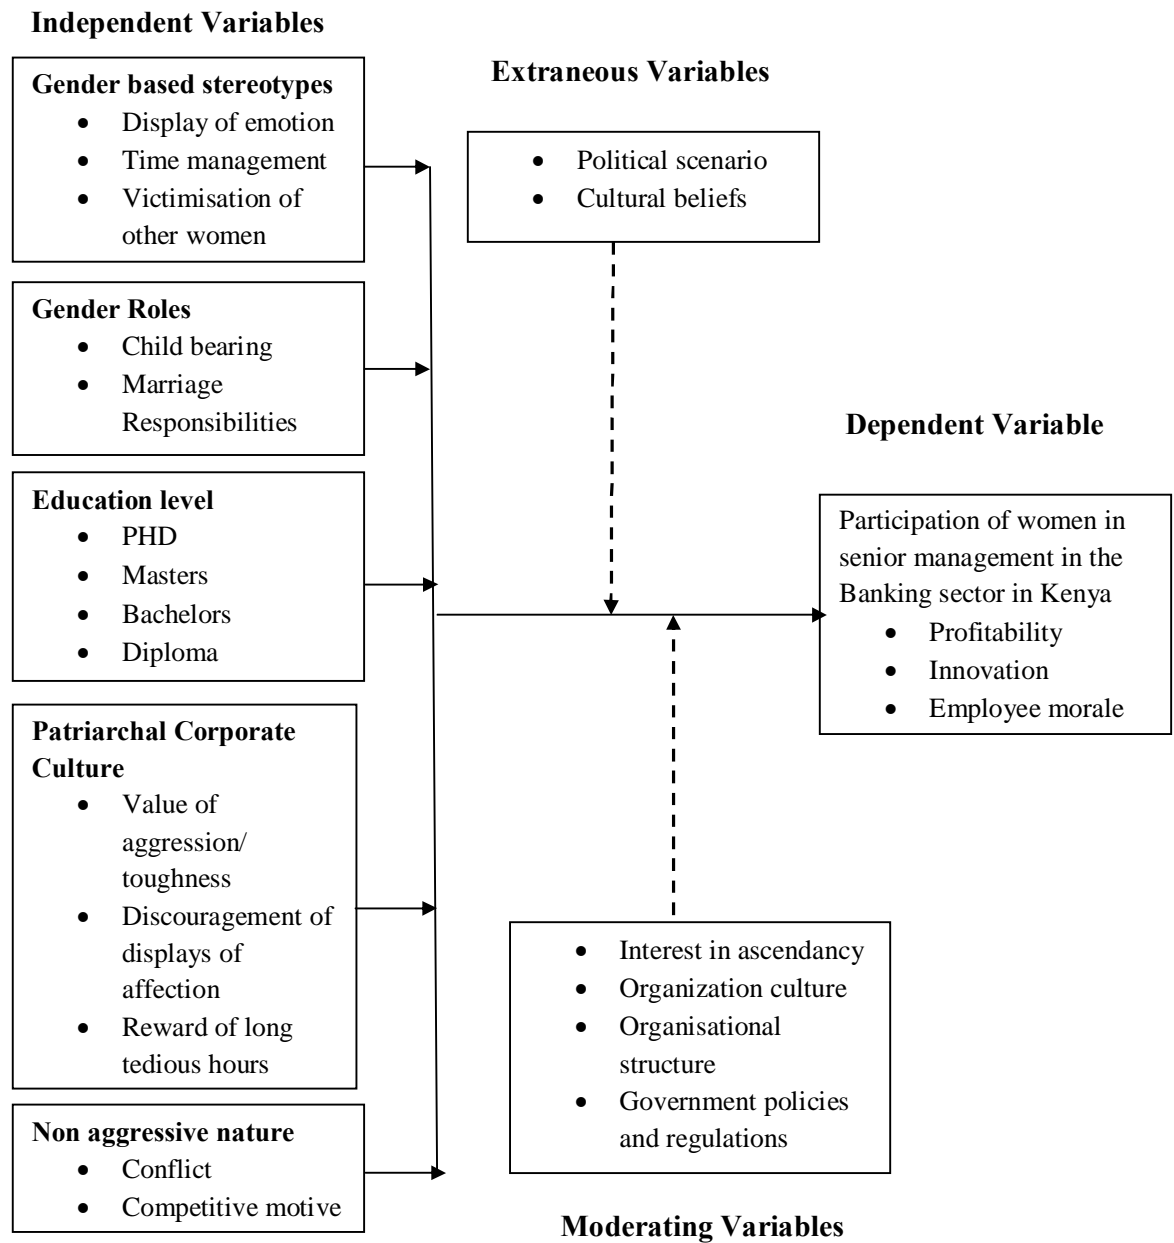 Independent Variables
Gender based stereotypes
• Display of emotion
• Time management
• Victimisation of
other women
Gender Roles
• Child bearing
• Marriage
Responsibilities
Education level
• PHD
• Masters
• Bachelors
• Diploma
Patriarchal Corporate
Culture
• Value of
aggression/
toughness
• Discouragement of
displays of
affection
• Reward of long
tedious hours
Non aggressive nature
• Conflict
• Competitive motive
Extraneous Variables
• Political scenario
• Cultural beliefs
Dependent Variable
Participation of women in
senior management in the
Banking sector in Kenya
• Profitability
• Innovation
• Employee morale
• Interest in ascendancy
• Organization culture
• Organisational
structure
• Government policies
and regulations
Moderating Variables